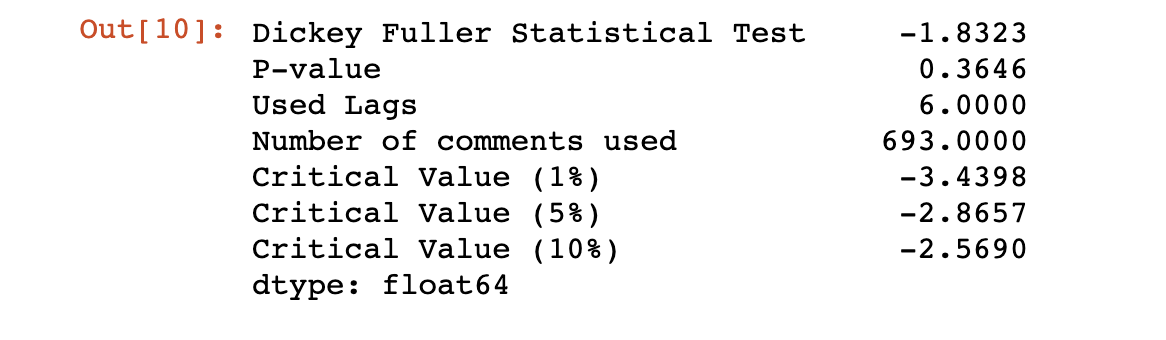 Out[10]: Dickey Fuller Statistical Test -1.8323
P-value 0.3646
Used Lags 6.0000
Number of comments used 693.0000
Critical Value (1%) -3.4398
Critical Value (5%) -2.8657
Critical Value (10%) -2.5690
dtype: float64